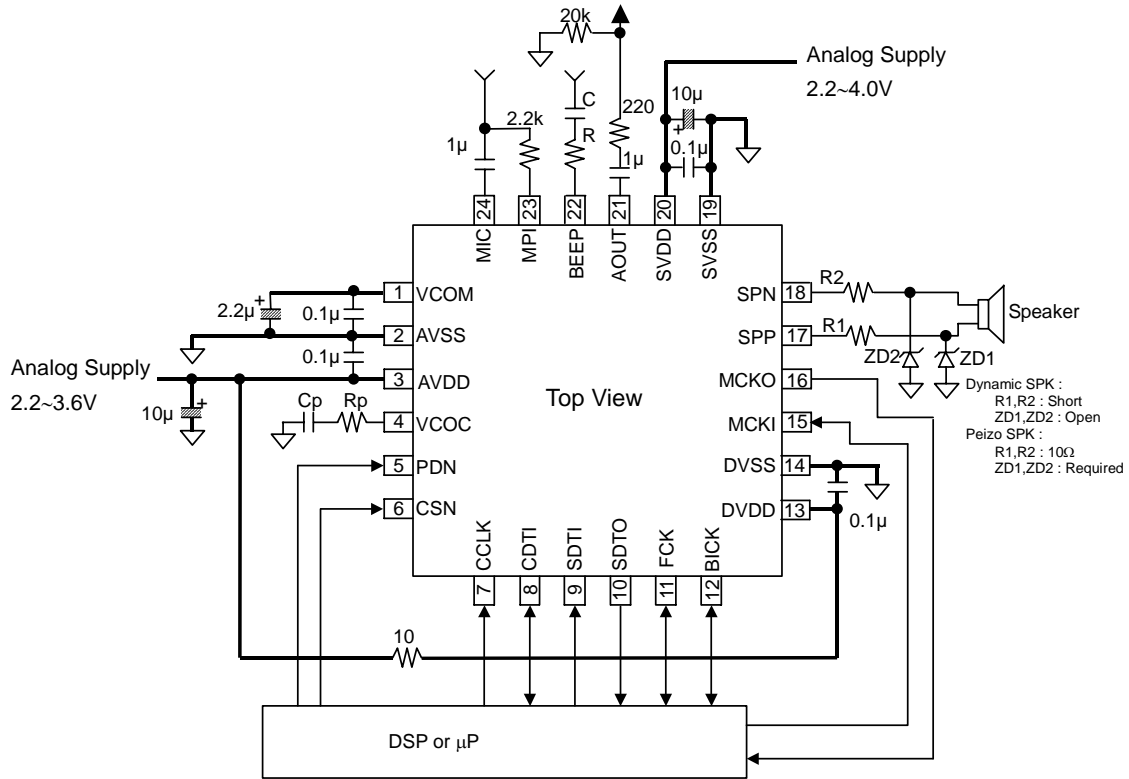 20k
Analog Supply
2.2~4.0V
10µ
+
0.1µ
220
1µ
C
R
2.2k
1µ
24
23
22
21
20
19
MIC
MPI
BEEP
AOUT
SVDD
SVSS
1 VCOM
2 AVSS
3 AVDD
4 VCOC
5 PDN
6 CSN
2.2µ
+
0.1µ
0.1µ
Analog Supply
2.2~3.6V
10µ
+
Cp
Rp
Top View
SPN 18
SPP 17
MCKO 16
MCKI 15
DVSS 14
DVDD 13
R2
R1
ZD2
ZD1
Speaker
Dynamic SPK :
R1,R2 : Short
ZD1,ZD2 : Open
Peizo SPK :
R1,R2 : 10Ω
ZD1,ZD2 : Required
0.1µ
CCLK
CDTI
SDTI
SDTO
FCK
BICK
7
8
9
10
11
12
10
DSP or µP